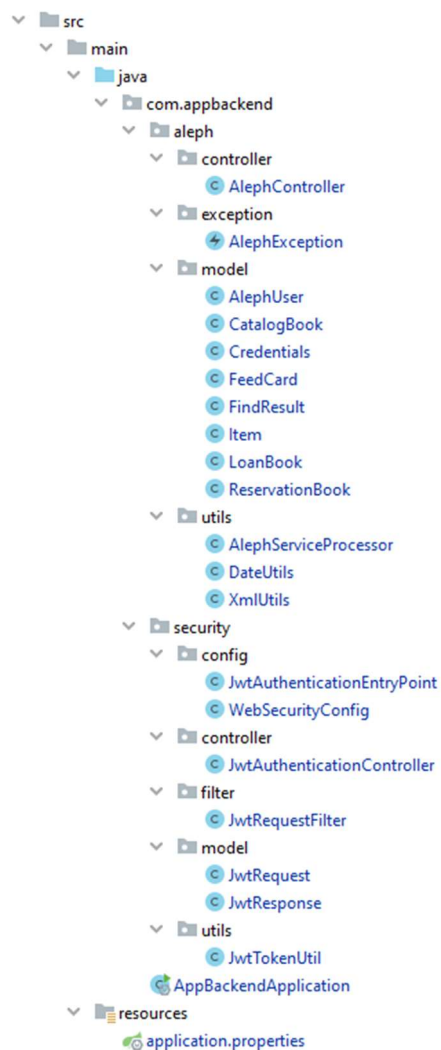 src
main
java
com.appbackend
aleph
controller
AlephController
exception
AlephException
model
AlephUser
CatalogBook
Credentials
FeedCard
FindResult
Item
LoanBook
ReservationBook
utils
AlephServiceProcessor
DateUtils
XmlUtils
security
config
JwtAuthenticationEntryPoint
WebSecurityConfig
controller
JwtAuthenticationController
filter
JwtRequestFilter
model
JwtRequest
JwtResponse
utils
JwtTokenUtil
AppBackendApplication
resources
application.properties